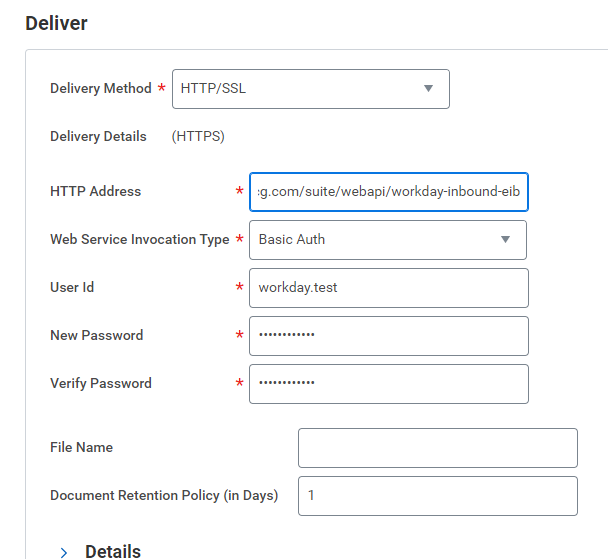 Deliver
Delivery Method * HTTP/SSL
Delivery Details (HTTPS)
HTTP Address * g.com/suite/webapi/workday-inbound-eib
Web Service Invocation Type * Basic Auth
User Id * workday.test
New Password * ••••••••••••
Verify Password * ••••••••••••
File Name
Document Retention Policy (in Days) 1
Details